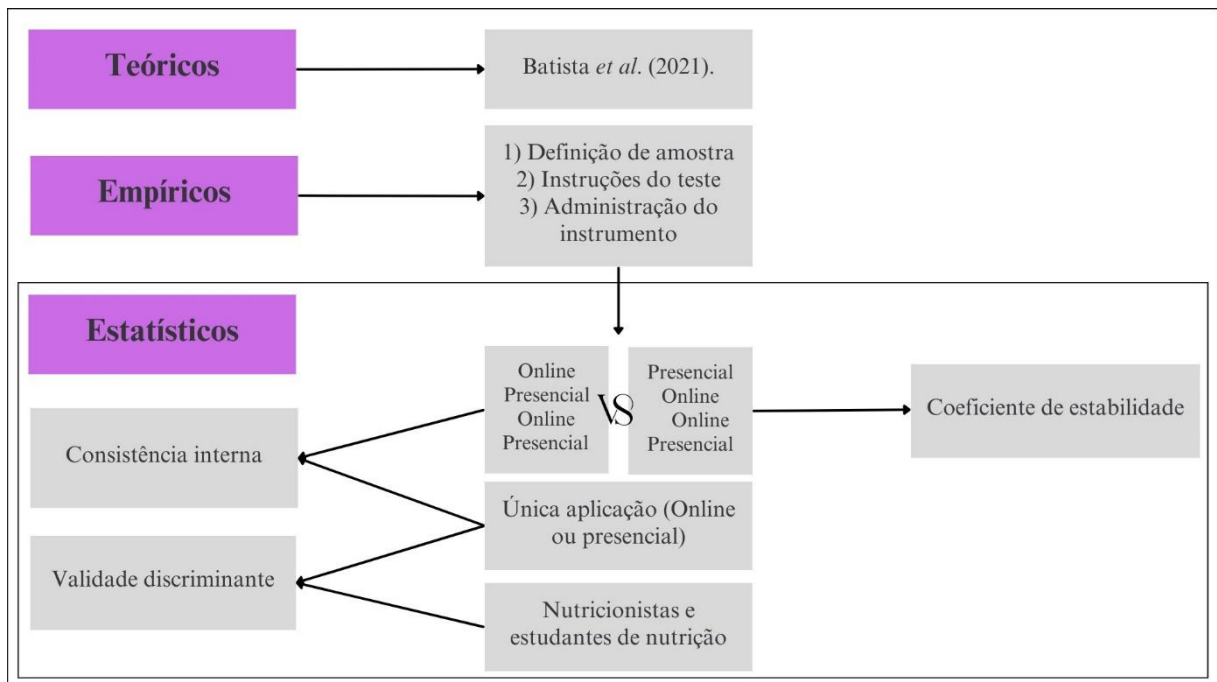 Teóricos
Batista et al. (2021).
Empíricos
1) Definição de amostra
2) Instruções do teste
3) Administração do
instrumento
Estatísticos
Online
Presencial
Online
Presencial
VS
Presencial
Online
Online
Presencial
Coeficiente de estabilidade
Consistência interna
Única aplicação (Online
ou presencial)
Validade discriminante
Nutricionistas e
estudantes de nutrição